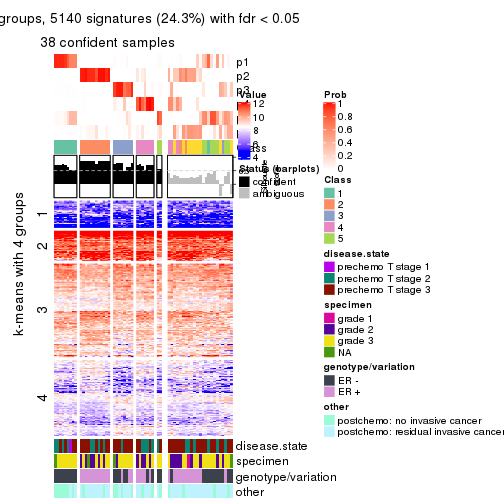 groups, 5140 signatures (24.3%) with fdr < 0.05
38 confident samples
p1
p2
p3
Value
12
10
8
6
4
Status (barplots)
confident
ambiguous
Prob
1
0.8
0.6
0.4
0.2
0
Class
1
2
3
4
5
disease.state
prechemo T stage 1
prechemo T stage 2
prechemo T stage 3
specimen
grade 1
grade 2
grade 3
NA
genotype/variation
ER -
ER +
other
postchemo: no invasive cancer
postchemo: residual invasive cancer
k-means with 4 groups
1
2
3
4
disease.state
specimen
genotype/variation
other